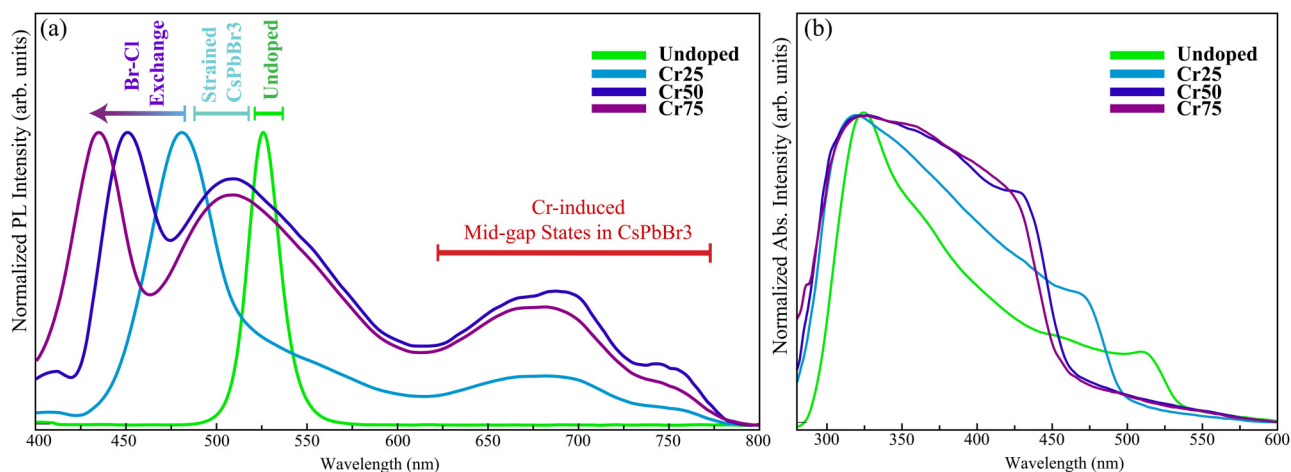 (a)
Br-Cl
Exchange
Strained
CsPbBr3
Undoped
Undoped
Cr25
Cr50
Cr75
Cr-induced
Mid-gap States in CsPbBr3
Normalized PL Intensity (arb. units)
400 450 500 550 600 650 700 750 800
Wavelength (nm)
(b)
Undoped
Cr25
Cr50
Cr75
Normalized Abs. Intensity (arb. units)
300 350 400 450 500 550 600
Wavelength (nm)